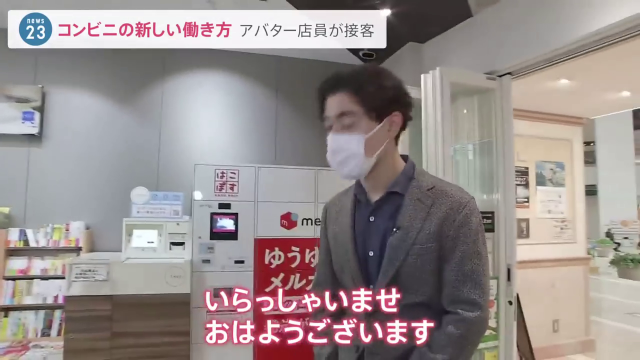 news
23
コンビニの新しい働き方 アバター店員が接客
はこ
ぽす
me
ゆうゆ
メルカ
いらっしゃいませ
おはようございます